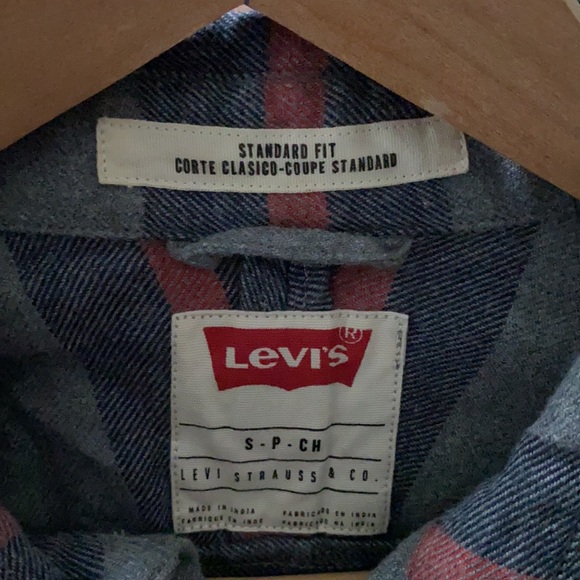 STANDARD FIT
CORTE CLASICO-COUPE STANDARD
LEVI'S ®
S - P - CH
LEVI STRAUSS & CO.
MADE IN INDIA FABRICADO EN INDIA
FABRIQUE EN INDE FABRICADO NA INDIA